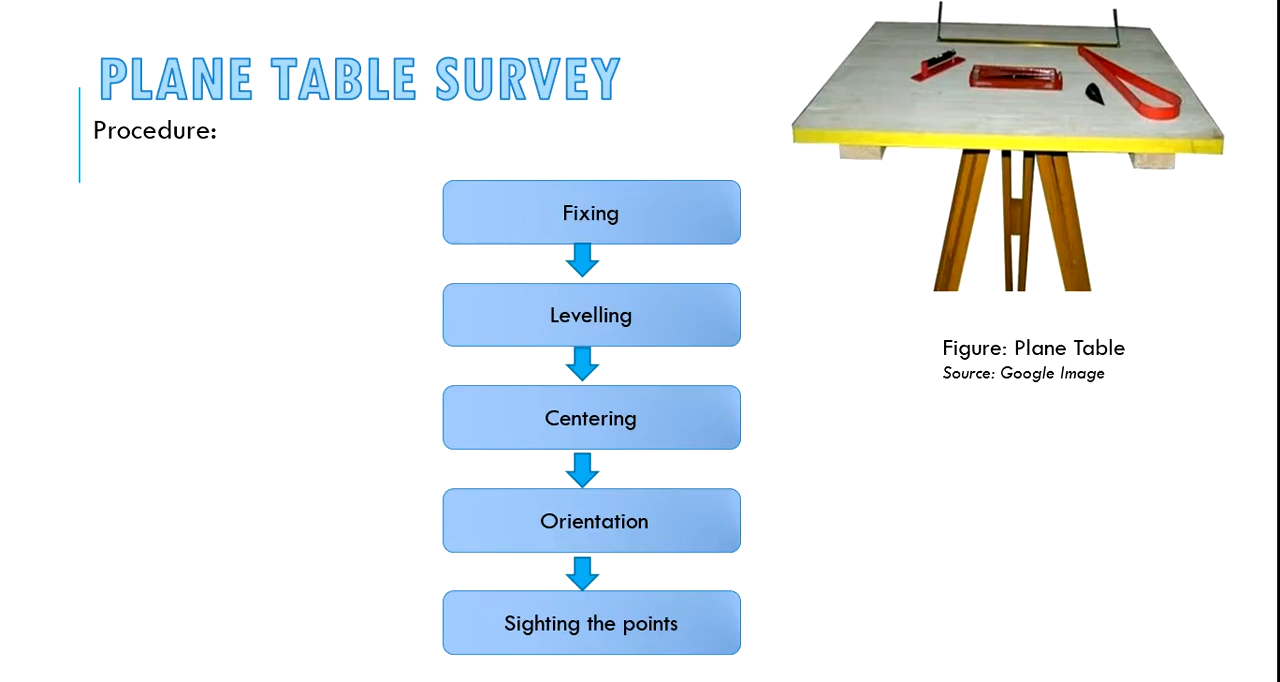 PLANE TABLE SURVEY
Procedure:
Fixing
Levelling
Centering
Orientation
Sighting the points
Figure: Plane Table
Source: Google Image